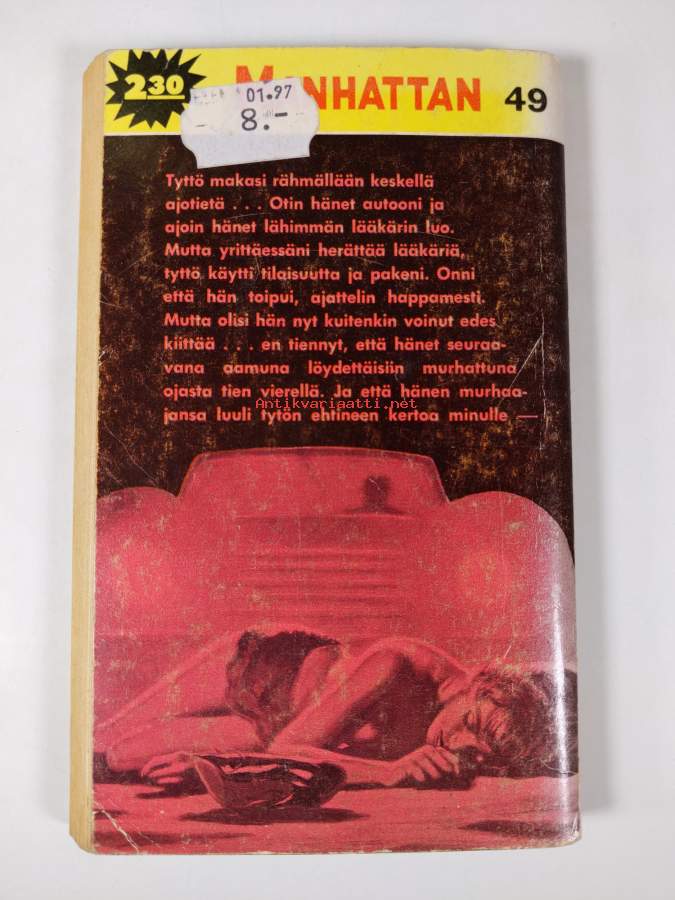 230
MANHATTAN 49
01.97
8.-
Tyttö makasi rähmällään keskellä
ajotietä . . . Otin hänet autooni ja
ajoin hänet lähimmän lääkärin luo.
Mutta yrittäessäni herättää lääkäriä,
tyttö käytti tilaisuutta ja pakeni. Onni
että hän toipui, ajattelin happamesti.
Mutta olisi hän nyt kuitenkin voinut edes
kiittää . . . en tiennyt, että hänet seuraa-
vana aamuna löydettäisiin murhattuna
ojasta tien vierellä. Ja että hänen murhaa-
Antikvariaatti.net
jansa luuli tytön ehtineen kertoa minulle —